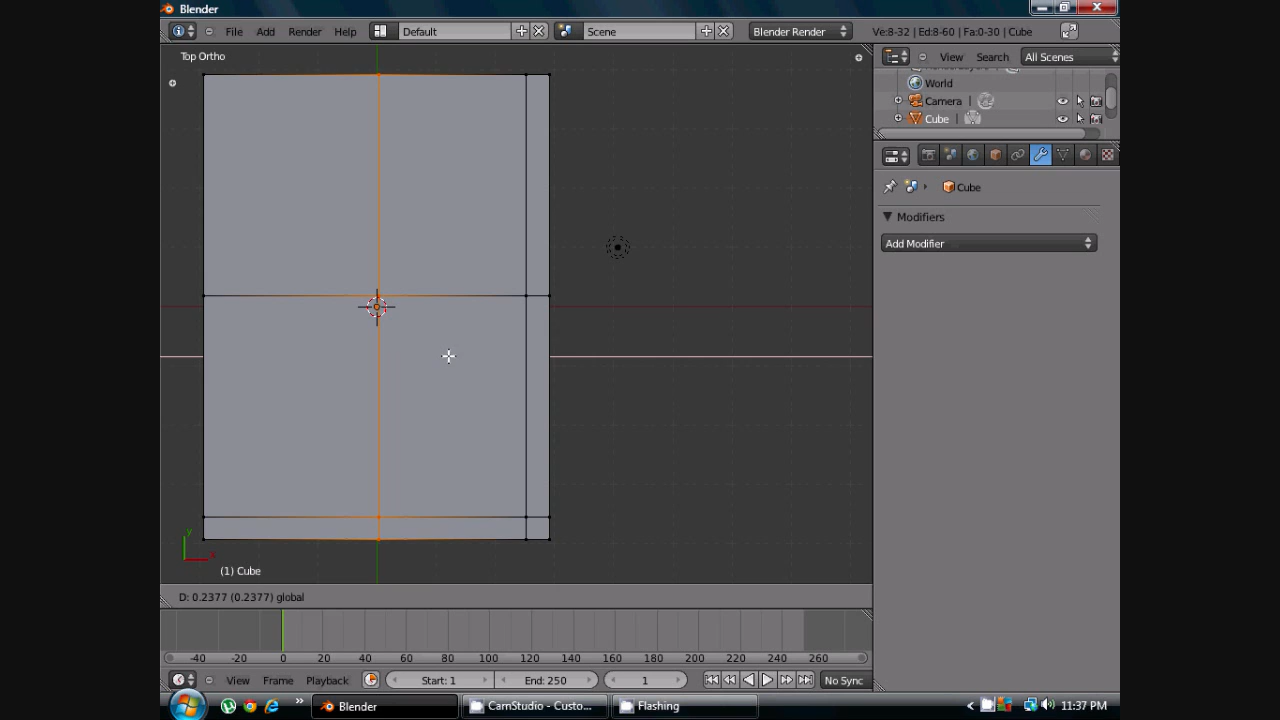 Blender
File Add Render Help Default Scene Blender Render Ve:8-32 | Ed:8-60 | Fa:0-30 | Cube
Top Ortho
View Search All Scenes
World
Camera
Cube
Cube
Modifiers
Add Modifier
y
x
(1) Cube
D: 0.2377 (0.2377) global
-40 -20 0 20 40 60 80 100 120 140 160 180 200 220 240 260
View Frame Playback Start: 1 End: 250 1 No Sync
Blender CamStudio - Custo... Flashing 11:37 PM